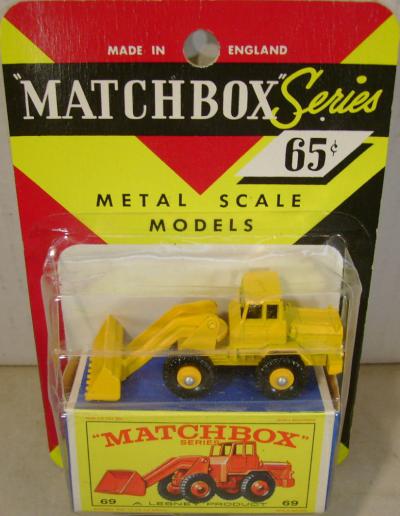 MADE IN ENGLAND
"MATCHBOX" Series
65¢
METAL SCALE
MODELS
"MATCHBOX"
SERIES
69 69
A LESNEY PRODUCT